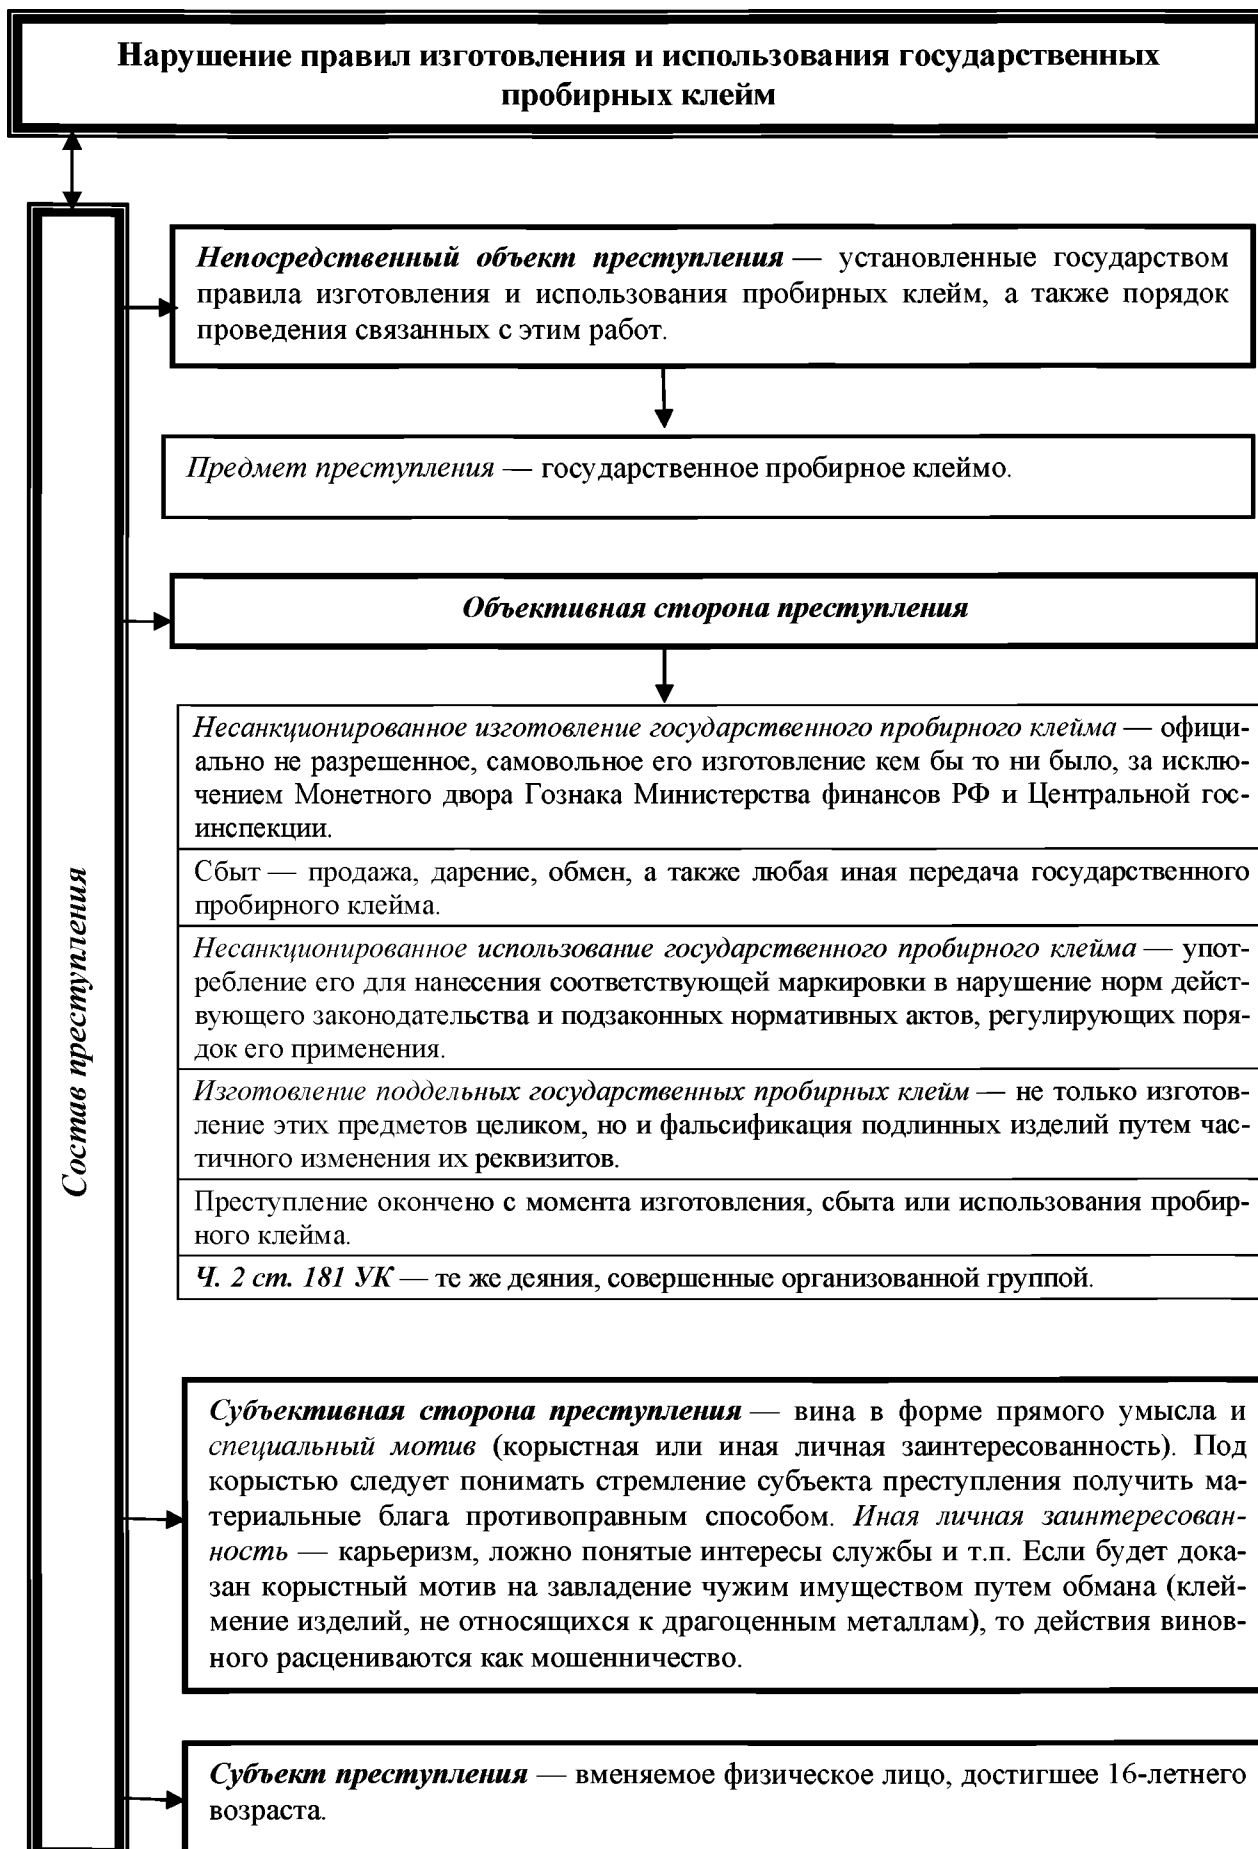 Нарушение правил изготовления и использования государственных
пробирных клейм
Состав преступления
Непосредственный объект преступления — установленные государством
правила изготовления и использования пробирных клейм, а также порядок
проведения связанных с этим работ.
Предмет преступления — государственное пробирное клеймо.
Объективная сторона преступления
Несанкционированное изготовление государственного пробирного клейма — офици-
ально не разрешенное, самовольное его изготовление кем бы то ни было, за исклю-
чением Монетного двора Гознака Министерства финансов РФ и Центральной гос-
инспекции.
Сбыт — продажа, дарение, обмен, а также любая иная передача государственного
пробирного клейма.
Несанкционированное использование государственного пробирного клейма — упот-
ребление его для нанесения соответствующей маркировки в нарушение норм дейст-
вующего законодательства и подзаконных нормативных актов, регулирующих поря-
док его применения.
Изготовление поддельных государственных пробирных клейм — не только изготов-
ление этих предметов целиком, но и фальсификация подлинных изделий путем час-
тичного изменения их реквизитов.
Преступление окончено с момента изготовления, сбыта или использования пробир-
ного клейма.
Ч. 2 ст. 181 УК — те же деяния, совершенные организованной группой.
Субъективная сторона преступления — вина в форме прямого умысла и
специальный мотив (корыстная или иная личная заинтересованность). Под
корыстью следует понимать стремление субъекта преступления получить ма-
териальные блага противоправным способом. Иная личная заинтересован-
ность — карьеризм, ложно понятые интересы службы и т.п. Если будет дока-
зан корыстный мотив на завладение чужим имуществом путем обмана (клей-
мение изделий, не относящихся к драгоценным металлам), то действия винов-
ного расцениваются как мошенничество.
Субъект преступления — вменяемое физическое лицо, достигшее 16-летнего
возраста.